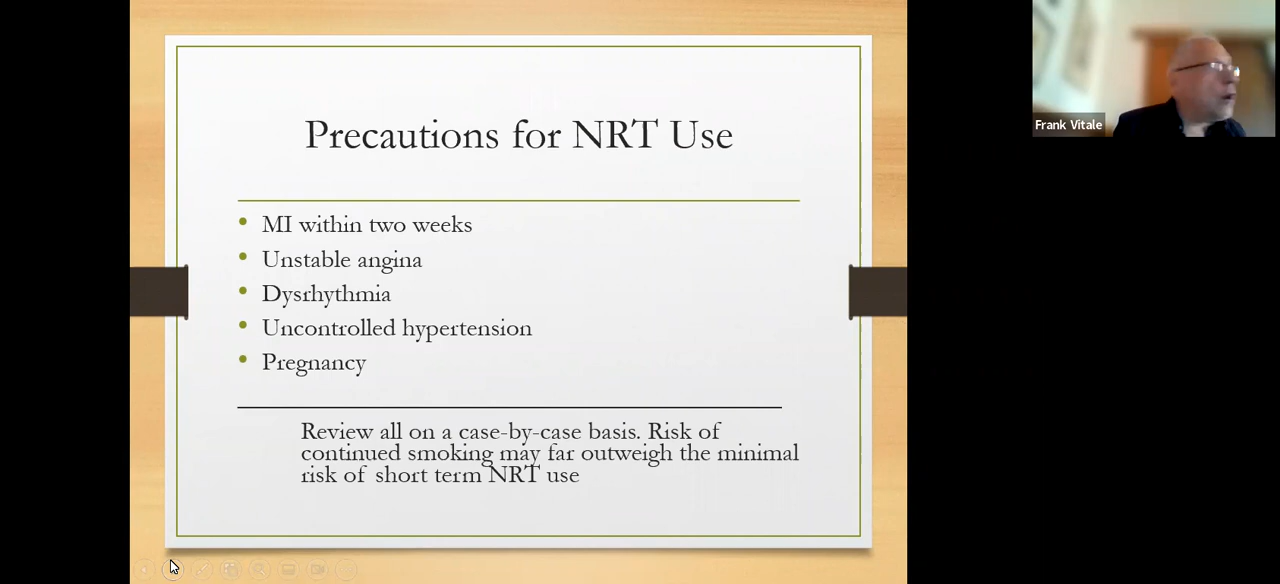 Precautions for NRT Use
MI within two weeks
Unstable angina
Dysrhythmia
Uncontrolled hypertension
Pregnancy
Review all on a case-by-case basis. Risk of
continued smoking may far outweigh the minimal
risk of short term NRT use
Frank Vitale